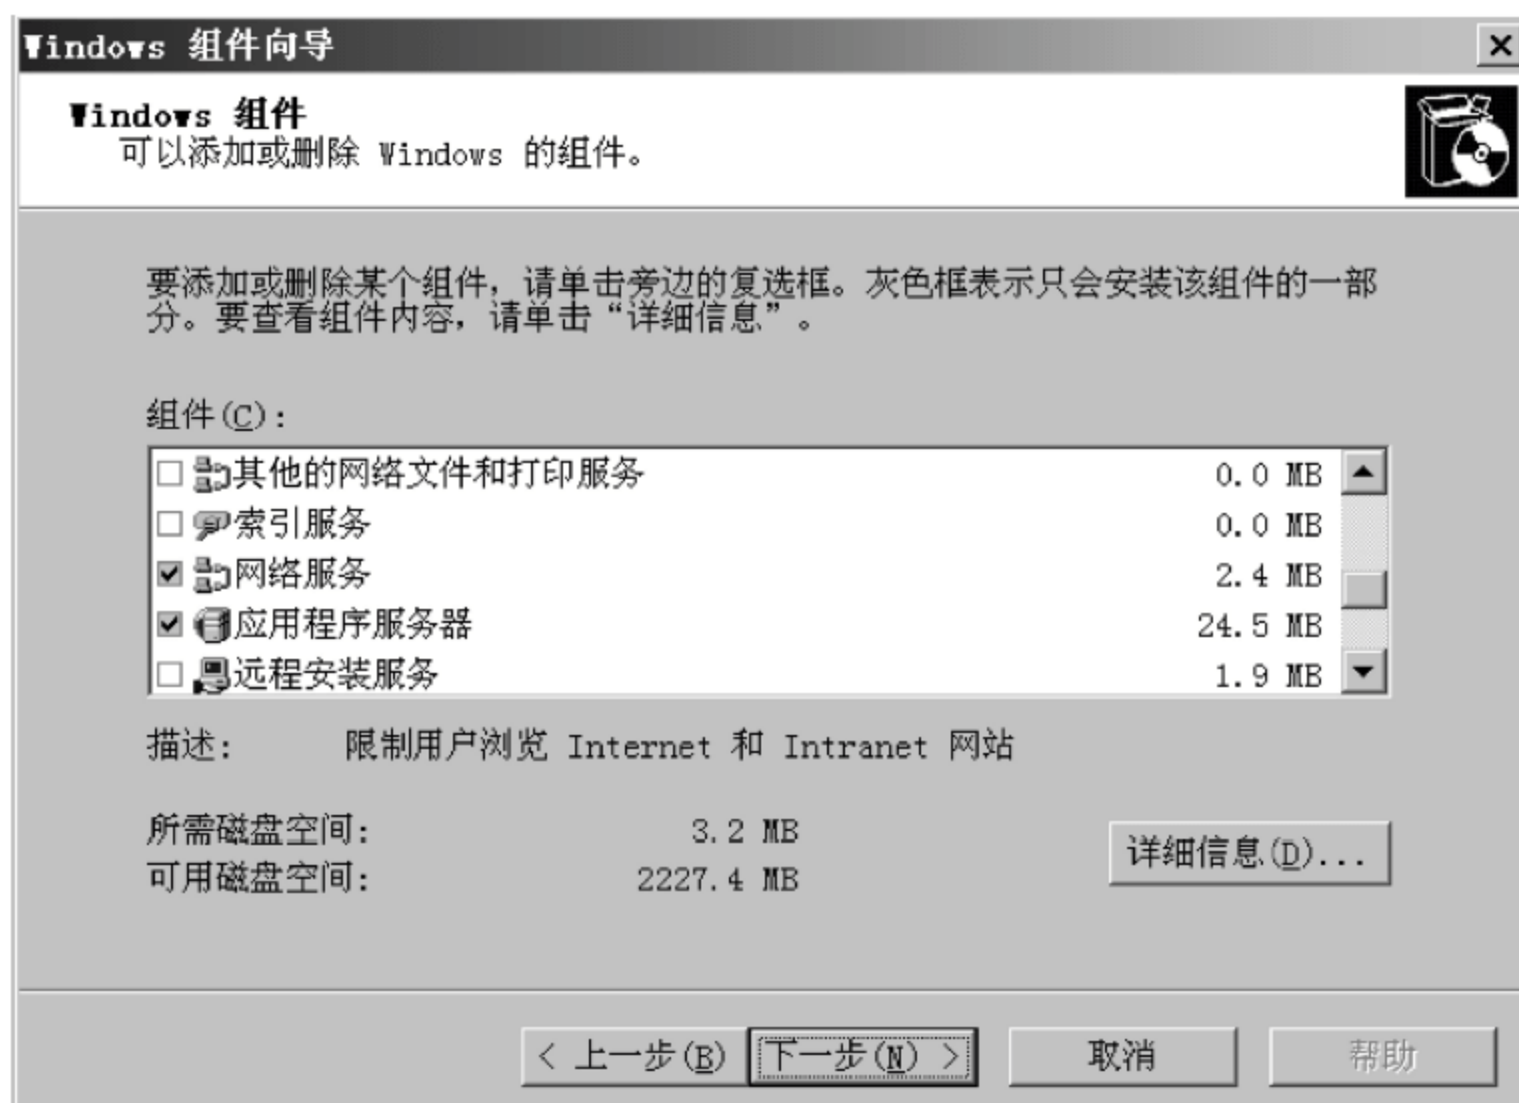 Windows 组件向导
Windows 组件
可以添加或删除 Windows 的组件。
要添加或删除某个组件，请单击旁边的复选框。灰色框表示只会安装该组件的一部
分。要查看组件内容，请单击“详细信息”。
组件(C):
其他的网络文件和打印服务 0.0 MB
索引服务 0.0 MB
网络服务 2.4 MB
应用程序服务器 24.5 MB
远程安装服务 1.9 MB
描述: 限制用户浏览 Internet 和 Intranet 网站
所需磁盘空间: 3.2 MB
可用磁盘空间: 2227.4 MB
详细信息(D)...
< 上一步(B) 下一步(N) > 取消 帮助